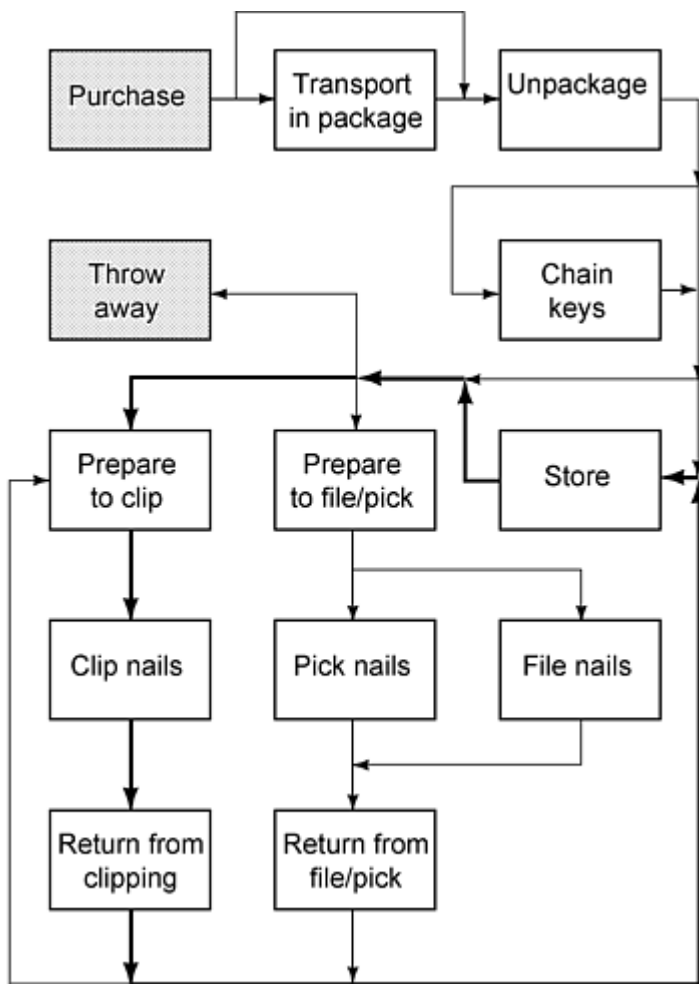 Purchase
Transport
in package
Unpackage
Throw
away
Chain
keys
Prepare
to clip
Prepare
to file/pick
Store
Clip nails
Pick nails
File nails
Return from
clipping
Return from
file/pick